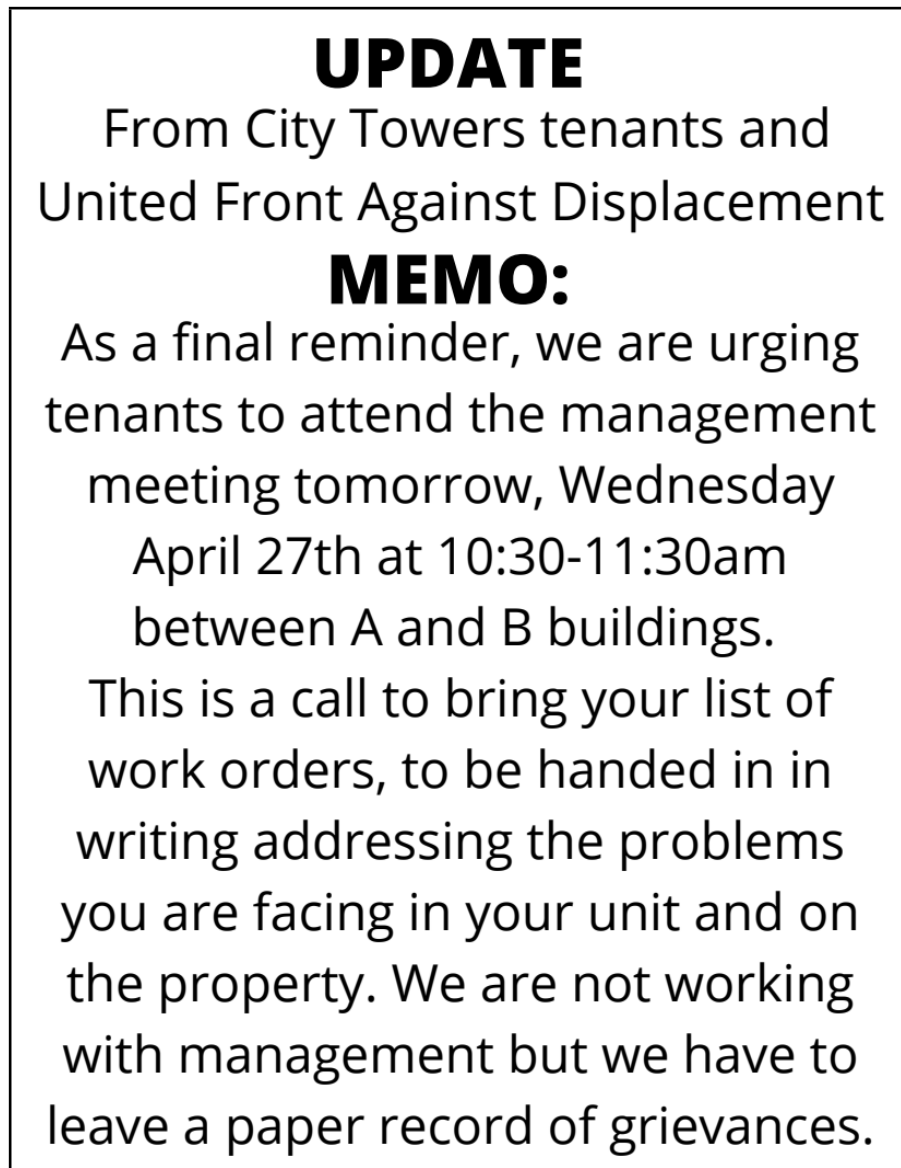 UPDATE
From City Towers tenants and
United Front Against Displacement
MEMO:
As a final reminder, we are urging
tenants to attend the management
meeting tomorrow, Wednesday
April 27th at 10:30-11:30am
between A and B buildings.
This is a call to bring your list of
work orders, to be handed in in
writing addressing the problems
you are facing in your unit and on
the property. We are not working
with management but we have to
leave a paper record of grievances.